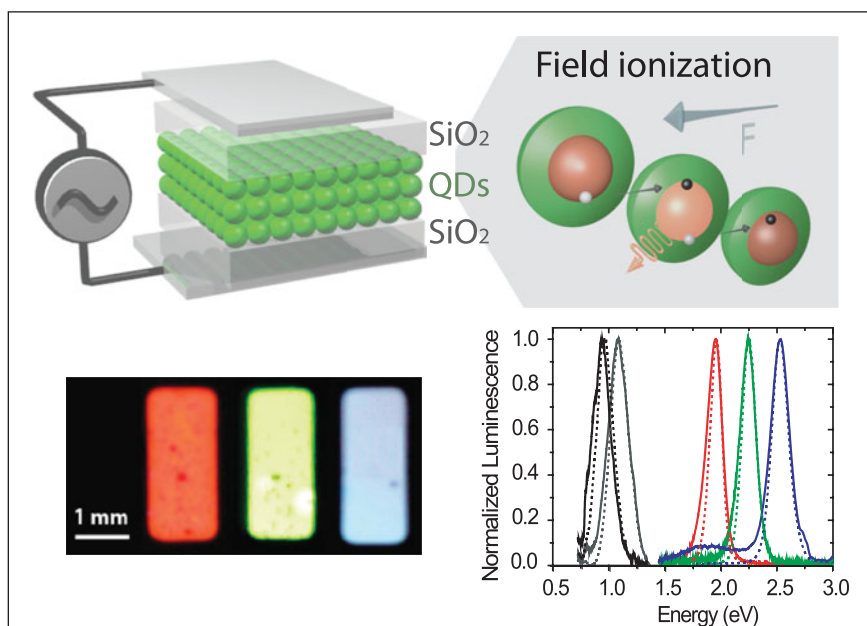 Field ionization
SiO₂
QDs
SiO₂
F
1 mm
Normalized Luminescence
1.0
0.8
0.6
0.4
0.2
0.0
0.5 1.0 1.5 2.0 2.5 3.0
Energy (eV)